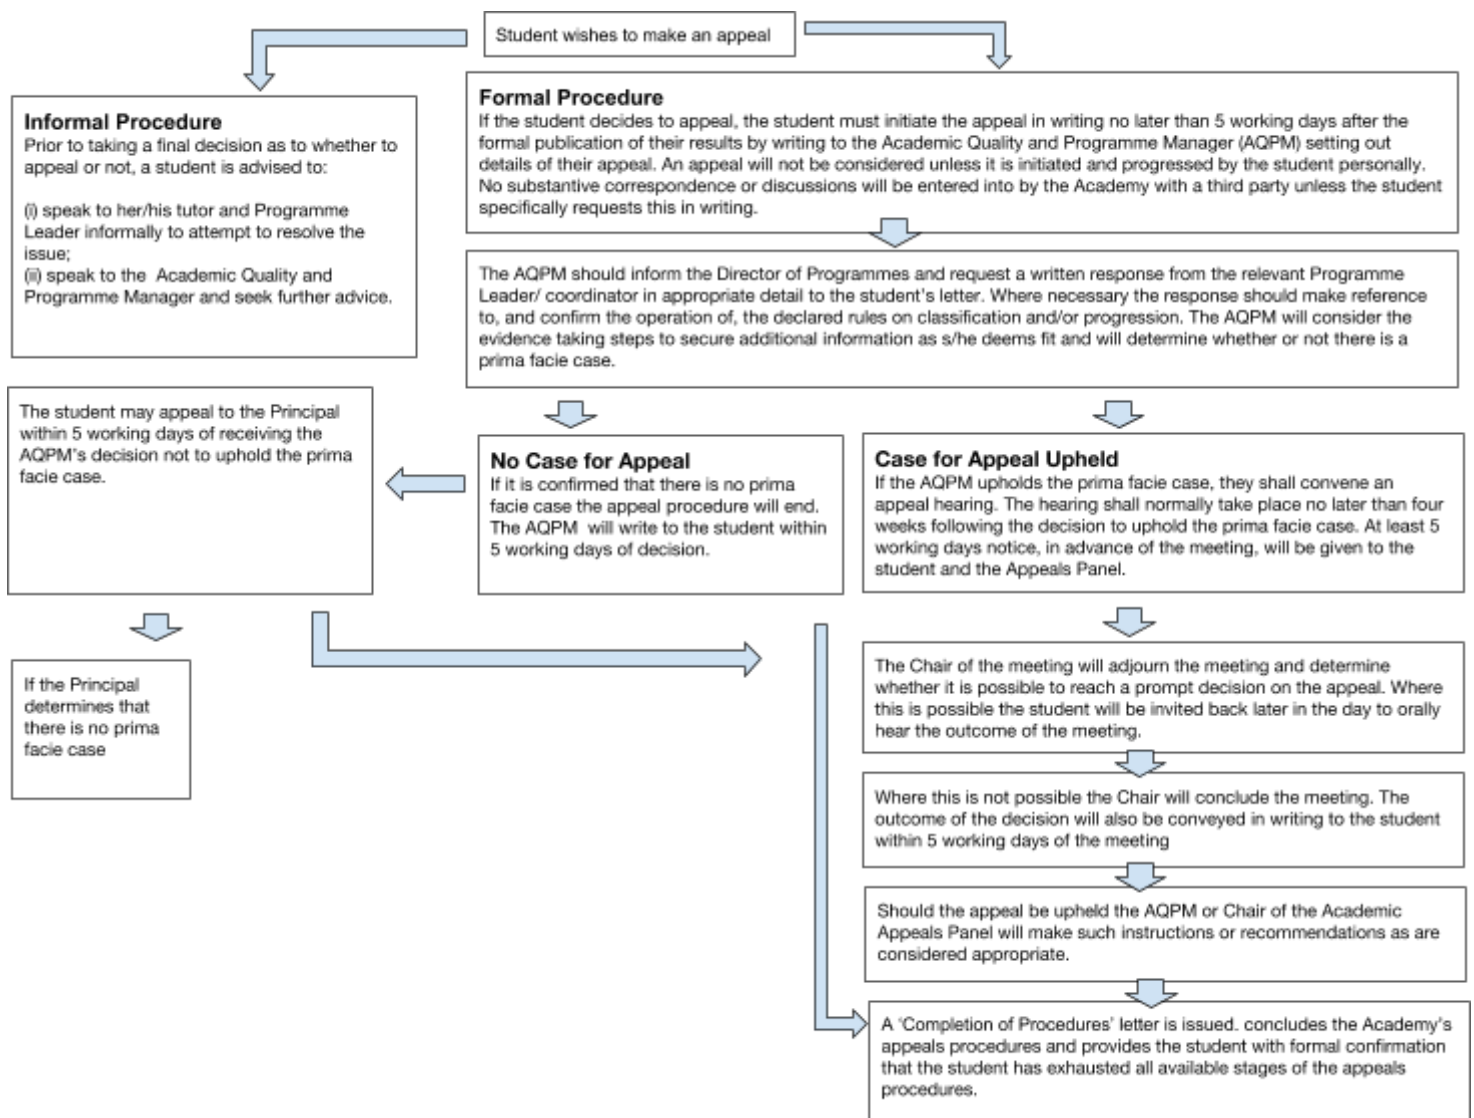 Student wishes to make an appeal
Informal Procedure
Prior to taking a final decision as to whether to
appeal or not, a student is advised to:
(i) speak to her/his tutor and Programme
Leader informally to attempt to resolve the
issue;
(ii) speak to the Academic Quality and
Programme Manager and seek further advice.
Formal Procedure
If the student decides to appeal, the student must initiate the appeal in writing no later than 5 working days after the
formal publication of their results by writing to the Academic Quality and Programme Manager (AQPM) setting out
details of their appeal. An appeal will not be considered unless it is initiated and progressed by the student personally.
No substantive correspondence or discussions will be entered into by the Academy with a third party unless the student
specifically requests this in writing.
The AQPM should inform the Director of Programmes and request a written response from the relevant Programme
Leader/ coordinator in appropriate detail to the student's letter. Where necessary the response should make reference
to, and confirm the operation of, the declared rules on classification and/or progression. The AQPM will consider the
evidence taking steps to secure additional information as s/he deems fit and will determine whether or not there is a
prima facie case.
The student may appeal to the Principal
within 5 working days of receiving the
AQPM's decision not to uphold the prima
facie case.
No Case for Appeal
If it is confirmed that there is no prima
facie case the appeal procedure will end.
The AQPM will write to the student within
5 working days of decision.
Case for Appeal Upheld
If the AQPM upholds the prima facie case, they shall convene an
appeal hearing. The hearing shall normally take place no later than four
weeks following the decision to uphold the prima facie case. At least 5
working days notice, in advance of the meeting, will be given to the
student and the Appeals Panel.
If the Principal
determines that
there is no prima
facie case
The Chair of the meeting will adjourn the meeting and determine
whether it is possible to reach a prompt decision on the appeal. Where
this is possible the student will be invited back later in the day to orally
hear the outcome of the meeting.
Where this is not possible the Chair will conclude the meeting. The
outcome of the decision will also be conveyed in writing to the student
within 5 working days of the meeting
Should the appeal be upheld the AQPM or Chair of the Academic
Appeals Panel will make such instructions or recommendations as are
considered appropriate.
A 'Completion of Procedures' letter is issued. concludes the Academy's
appeals procedures and provides the student with formal confirmation
that the student has exhausted all available stages of the appeals
procedures.